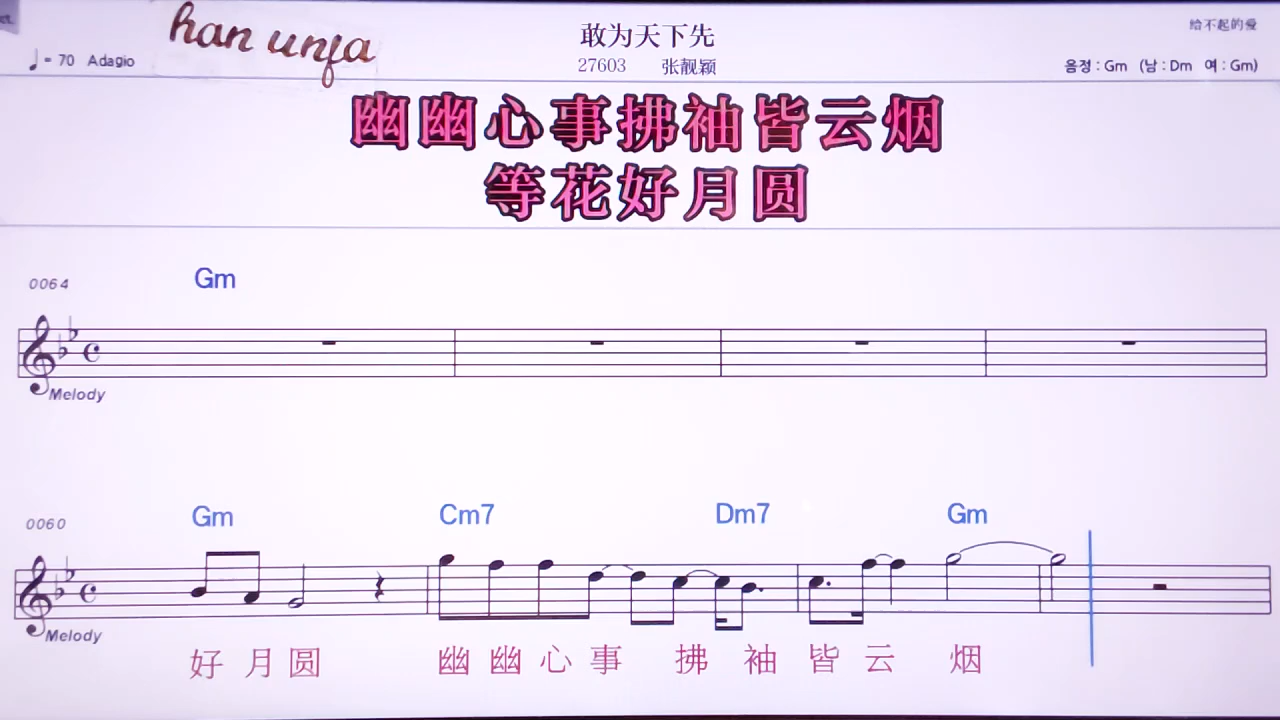 han unfa
敢为天下先
给不起的爱
♩= 70 Adagio
27603 张靓颖
음정 : Gm (남 : Dm 여 : Gm)
幽幽心事拂袖皆云烟
等花好月圆
0064 Gm
Melody
0060 Gm Cm7 Dm7 Gm
Melody
好月圆 幽幽心事 拂袖皆云烟